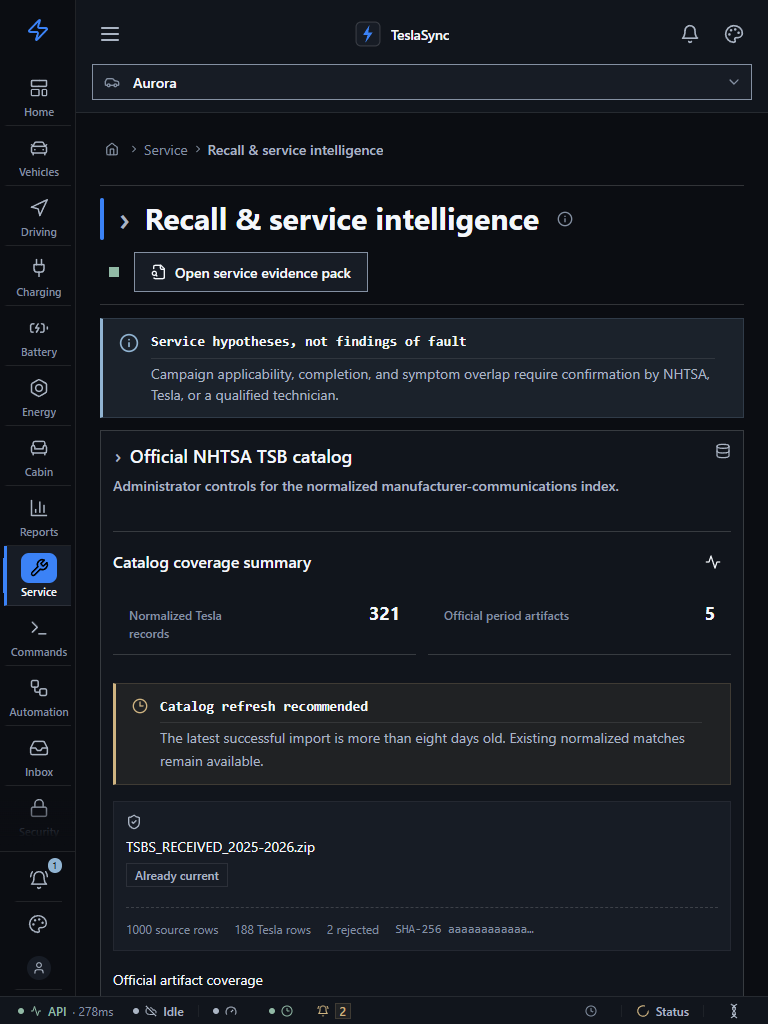 TeslaSync
Aurora
Home
Vehicles
Driving
Charging
Battery
Energy
Cabin
Reports
Service
Commands
Automation
Inbox
Security
1
Service
Recall & service intelligence
Recall & service intelligence
Open service evidence pack
Service hypotheses, not findings of fault
Campaign applicability, completion, and symptom overlap require confirmation by NHTSA,
Tesla, or a qualified technician.
Official NHTSA TSB catalog
Administrator controls for the normalized manufacturer-communications index.
Catalog coverage summary
Normalized Tesla
records
321
Official period artifacts
5
Catalog refresh recommended
The latest successful import is more than eight days old. Existing normalized matches
remain available.
TSBS_RECEIVED_2025-2026.zip
Already current
1000 source rows 188 Tesla rows 2 rejected SHA-256 aaaaaaaaaaaa…
Official artifact coverage
API · 278ms Idle 2 Status